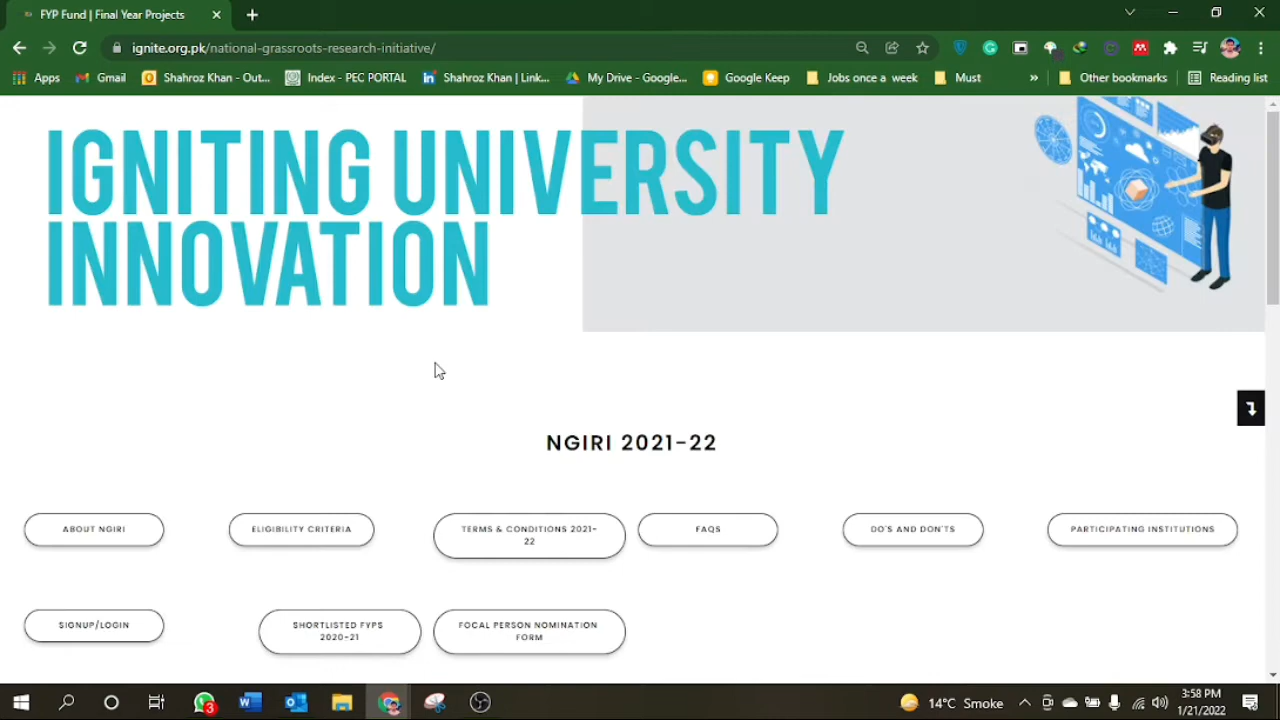 FYP Fund | Final Year Projects
ignite.org.pk/national-grassroots-research-initiative/
Apps
Gmail
Shahroz Khan - Out...
Index - PEC PORTAL
Shahroz Khan | Link...
My Drive - Google...
Google Keep
Jobs once a week
Must
»
Other bookmarks
Reading list
IGNITING UNIVERSITY
INNOVATION
NGIRI 2021-22
ABOUT NGIRI
ELIGIBILITY CRITERIA
TERMS & CONDITIONS 2021-
22
FAQS
DO'S AND DON'TS
PARTICIPATING INSTITUTIONS
SIGNUP/LOGIN
SHORTLISTED FYPS
2020-21
FOCAL PERSON NOMINATION
FORM
3
14°C Smoke
3:58 PM
1/21/2022